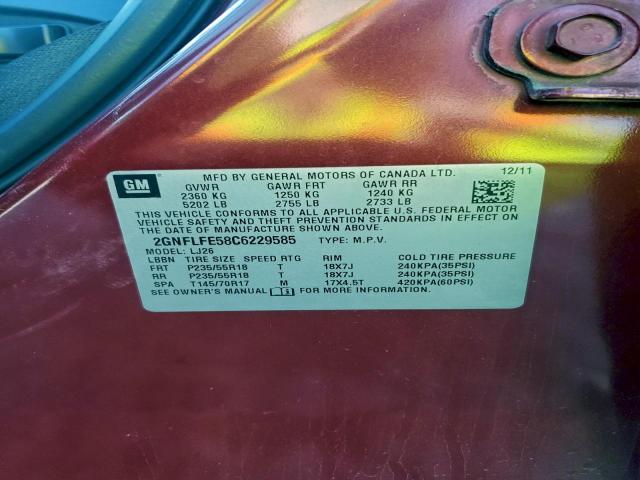 GM
MFD BY GENERAL MOTORS OF CANADA LTD. 12/11
GVWR GAWR FRT GAWR RR
2360 KG 1250 KG 1240 KG
5202 LB 2755 LB 2733 LB
THIS VEHICLE CONFORMS TO ALL APPLICABLE U.S. FEDERAL MOTOR
VEHICLE SAFETY AND THEFT PREVENTION STANDARDS IN EFFECT ON
THE DATE OF MANUFACTURE SHOWN ABOVE.
2GNFLFE58C6229585 TYPE: M.P.V.
MODEL: LJ26
LBBN TIRE SIZE SPEED RTG RIM COLD TIRE PRESSURE
FRT P235/55R18 T 18X7J 240KPA(35PSI)
RR P235/55R18 T 18X7J 240KPA(35PSI)
SPA T145/70R17 M 17X4.5T 420KPA(60PSI)
SEE OWNER'S MANUAL FOR MORE INFORMATION.